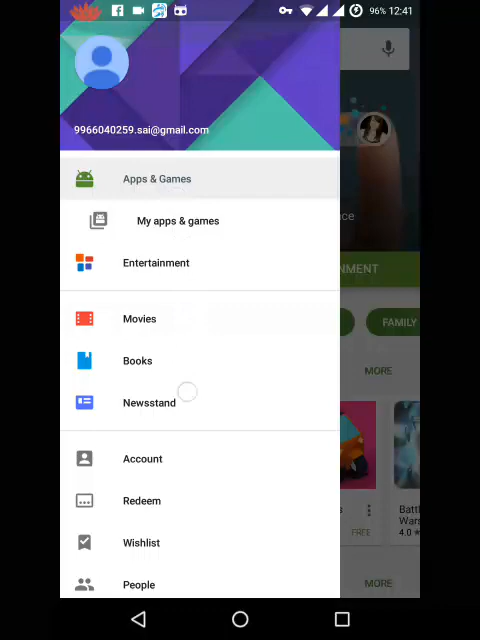 96% 12:41
9966040259.sai@gmail.com
Apps & Games
My apps & games
Entertainment
Movies
Books
Newsstand
Account
Redeem
Wishlist
People
NMENT
FAMILY
MORE
FREE
Battl
Wars
4.0
MORE